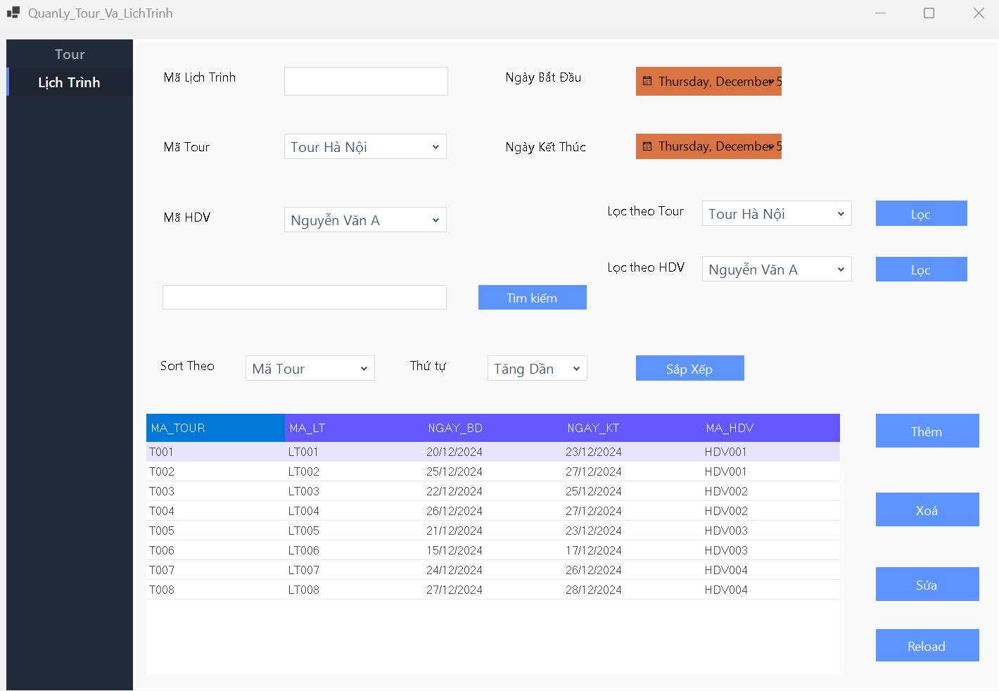 QuanLy_Tour_Va_LichTrinh
Tour
Lịch Trình
Mã Lịch Trình
Ngày Bắt Đầu
Thursday, December 5
Mã Tour
Tour Hà Nội
Ngày Kết Thúc
Thursday, December 5
Mã HDV
Nguyễn Văn A
Lọc theo Tour
Tour Hà Nội
Lọc
Lọc theo HDV
Nguyễn Văn A
Lọc
Tìm kiếm
Sort Theo
Mã Tour
Thứ tự
Tăng Dần
Sắp Xếp
MA_TOUR MA_LT NGAY_BD NGAY_KT MA_HDV
T001 LT001 20/12/2024 23/12/2024 HDV001
T002 LT002 25/12/2024 27/12/2024 HDV001
T003 LT003 22/12/2024 25/12/2024 HDV002
T004 LT004 26/12/2024 27/12/2024 HDV002
T005 LT005 21/12/2024 23/12/2024 HDV003
T006 LT006 15/12/2024 17/12/2024 HDV003
T007 LT007 24/12/2024 26/12/2024 HDV004
T008 LT008 27/12/2024 28/12/2024 HDV004
Thêm
Xoá
Sửa
Reload